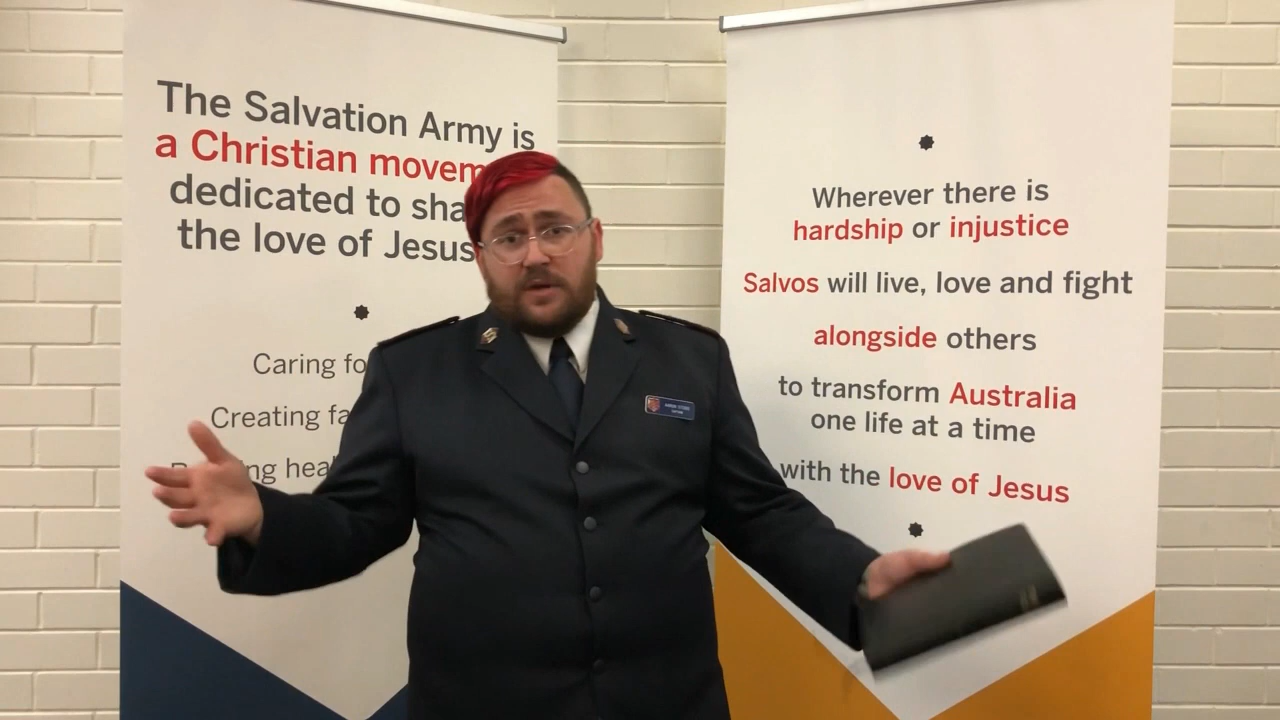 The Salvation Army is
a Christian movem
dedicated to sha
the love of Jesus
Caring fo
Creating fa
ng heal
Wherever there is
hardship or injustice
Salvos will live, love and fight
alongside others
to transform Australia
one life at a time
with the love of Jesus